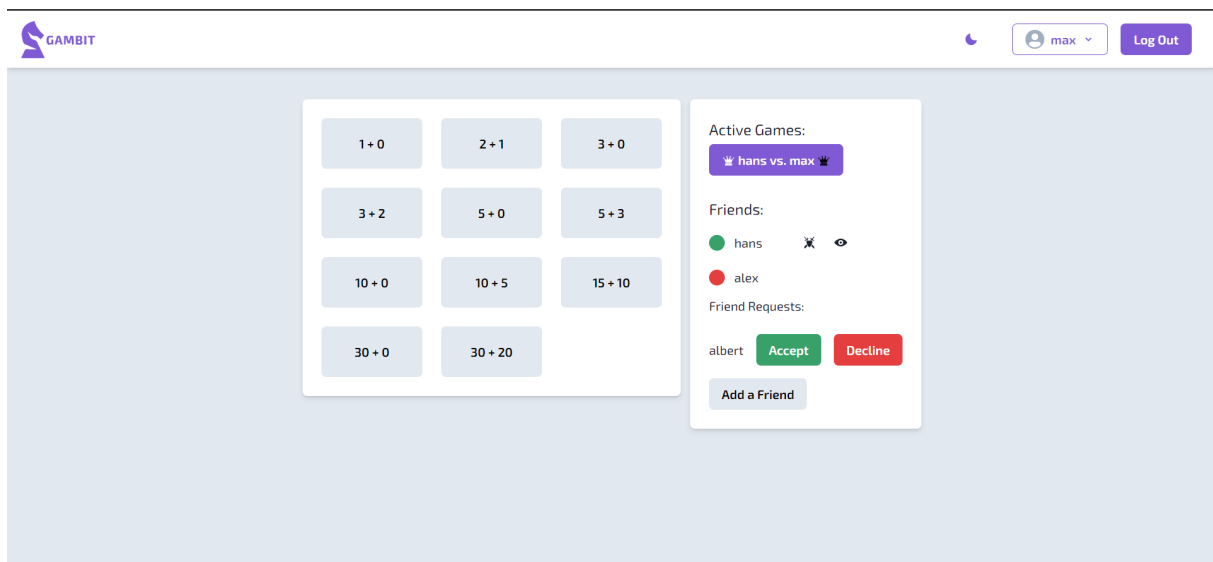 GAMBIT
max
Log Out
1 + 0
2 + 1
3 + 0
3 + 2
5 + 0
5 + 3
10 + 0
10 + 5
15 + 10
30 + 0
30 + 20
Active Games:
hans vs. max
Friends:
hans
alex
Friend Requests:
albert Accept Decline
Add a Friend